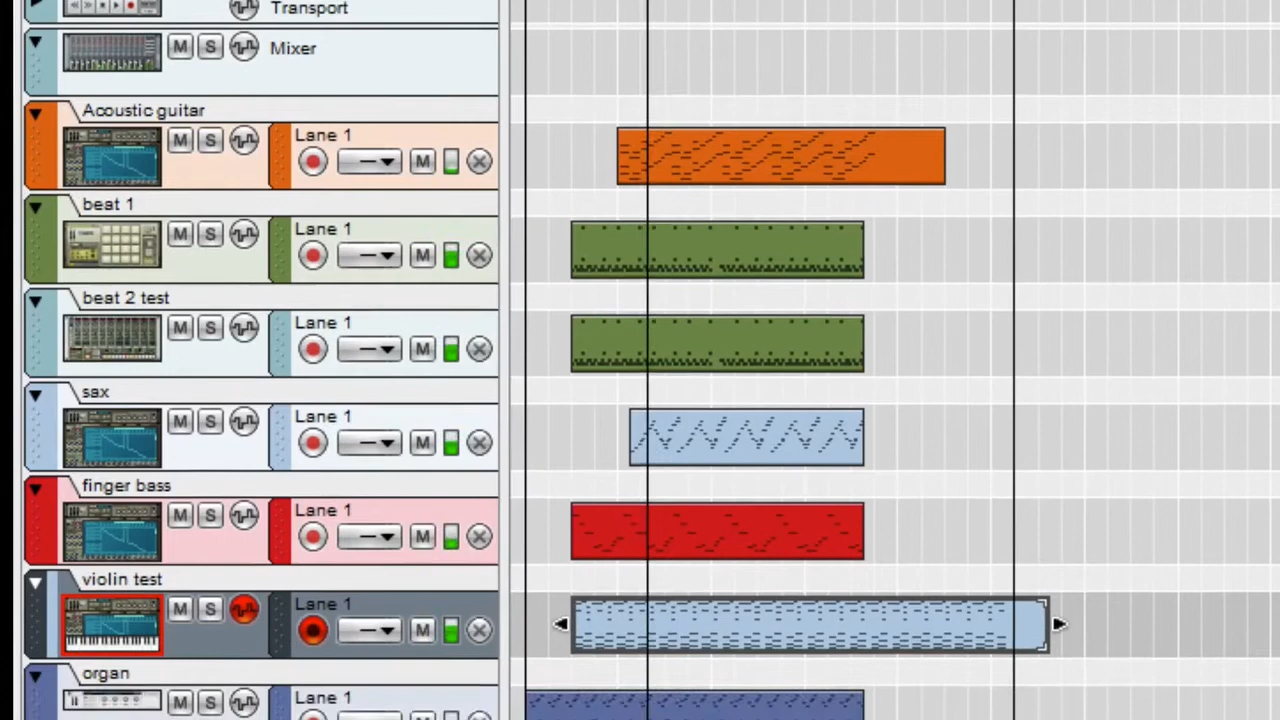 Transport
M S Mixer
Acoustic guitar
M S Lane 1
M
beat 1
M S Lane 1
M
beat 2 test
M S Lane 1
M
sax
M S Lane 1
M
finger bass
M S Lane 1
M
violin test
M S Lane 1
M
organ
M S Lane 1